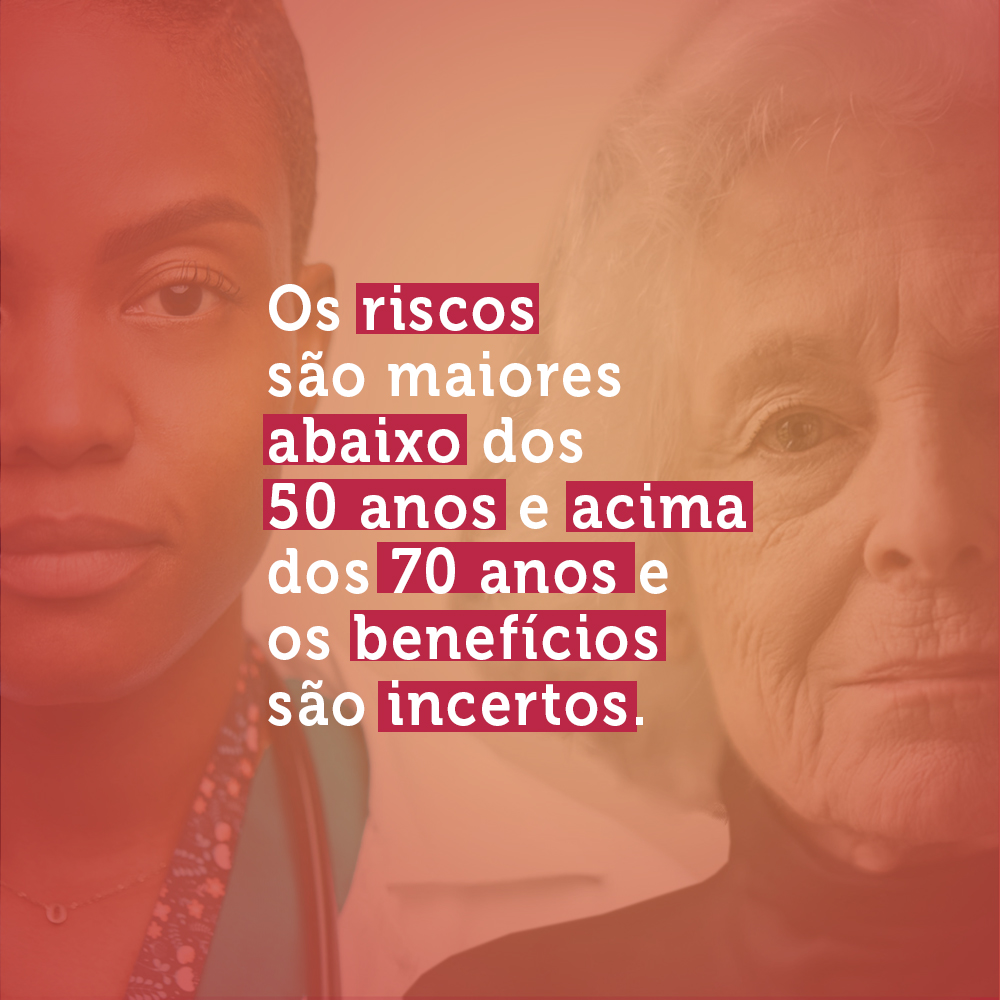 Os riscos
são maiores
abaixo dos
50 anos e acima
dos 70 anos e
os benefícios
são incertos.